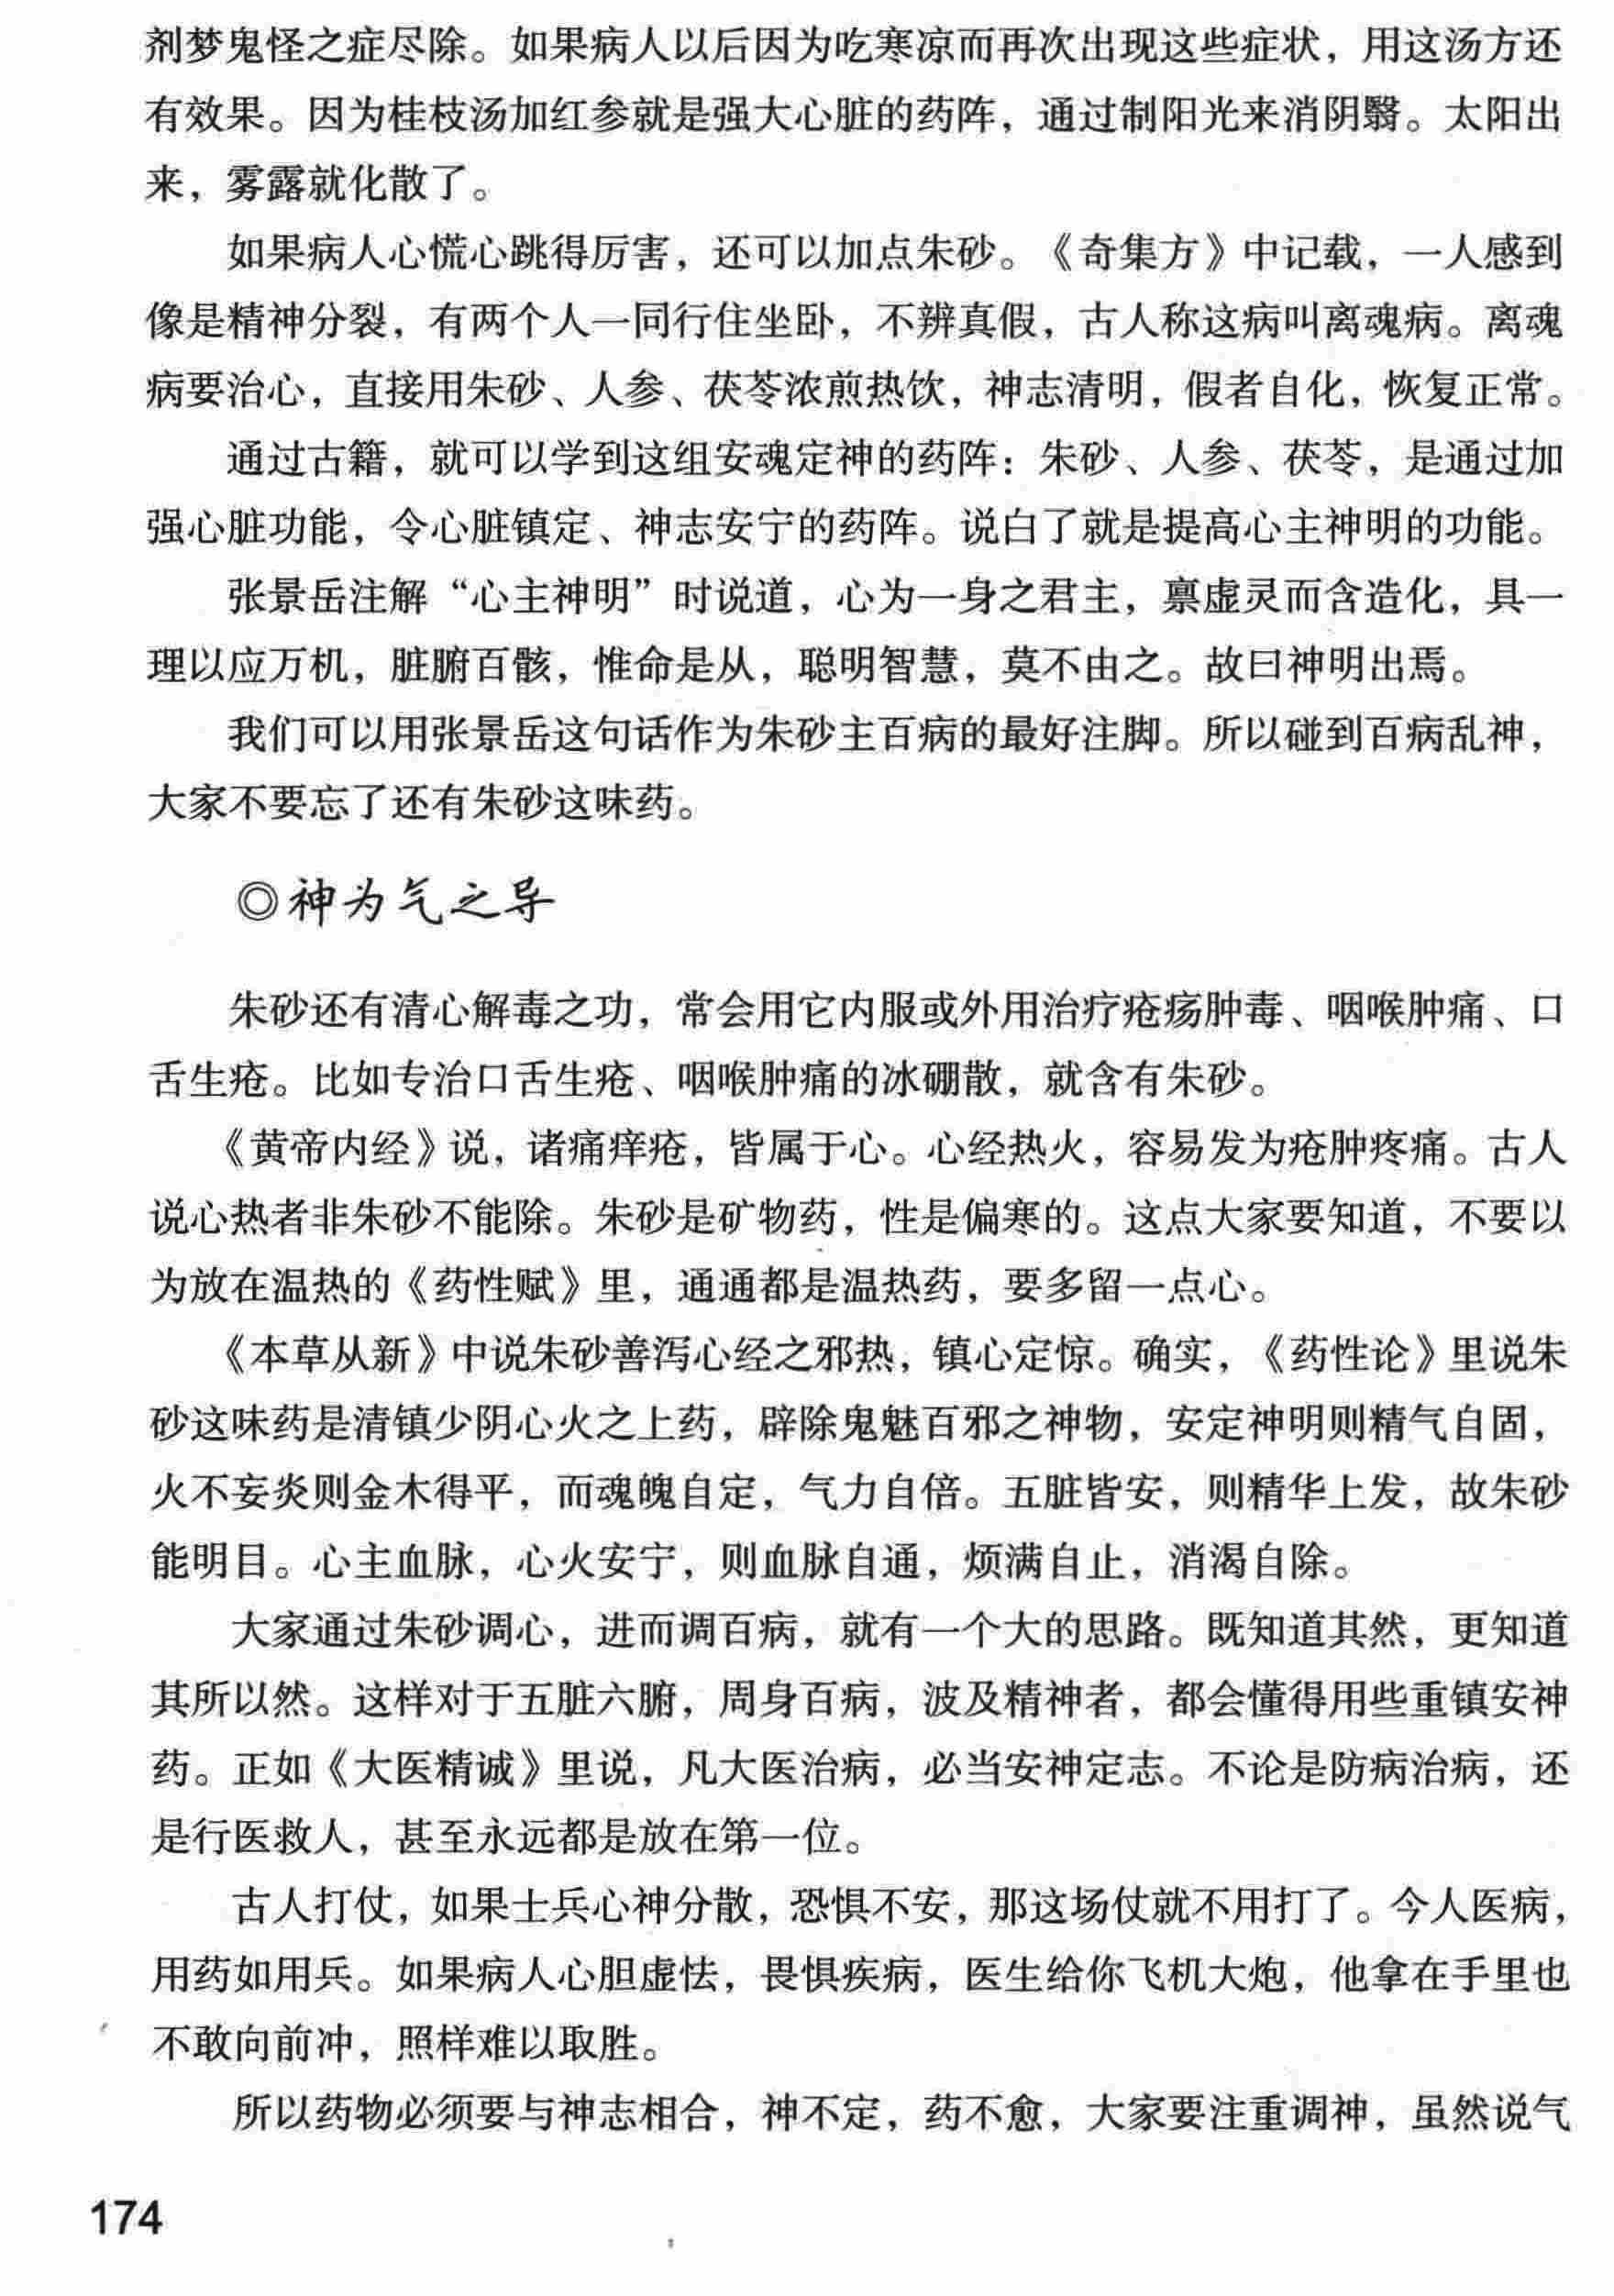 剂梦鬼怪之症尽除。如果病人以后因为吃寒凉而再次出现这些症状，用这汤方还
有效果。因为桂枝汤加红参就是强大心脏的药阵，通过制阳光来消阴翳。太阳出
来，雾露就化散了。
如果病人心慌心跳得厉害，还可以加点朱砂。《奇集方》中记载，一人感到
像是精神分裂，有两个人一同行住坐卧，不辨真假，古人称这病叫离魂病。离魂
病要治心，直接用朱砂、人参、茯苓浓煎热饮，神志清明，假者自化，恢复正常。
通过古籍，就可以学到这组安魂定神的药阵：朱砂、人参、茯苓，是通过加
强心脏功能，令心脏镇定、神志安宁的药阵。说白了就是提高心主神明的功能。
张景岳注解“心主神明”时说道，心为一身之君主，禀虚灵而含造化，具一
理以应万机，脏腑百骸，惟命是从，聪明智慧，莫不由之。故曰神明出焉。
我们可以用张景岳这句话作为朱砂主百病的最好注脚。所以碰到百病乱神，
大家不要忘了还有朱砂这味药。
◎神为气之导
朱砂还有清心解毒之功，常会用它内服或外用治疗疮疡肿毒、咽喉肿痛、口
舌生疮。比如专治口舌生疮、咽喉肿痛的冰硼散，就含有朱砂。
《黄帝内经》说，诸痛痒疮，皆属于心。心经热火，容易发为疮肿疼痛。古人
说心热者非朱砂不能除。朱砂是矿物药，性是偏寒的。这点大家要知道，不要以
为放在温热的《药性赋》里，通通都是温热药，要多留一点心。
《本草从新》中说朱砂善泻心经之邪热，镇心定惊。确实，《药性论》里说朱
砂这味药是清镇少阴心火之上药，辟除鬼魅百邪之神物，安定神明则精气自固，
火不妄炎则金木得平，而魂魄自定，气力自倍。五脏皆安，则精华上发，故朱砂
能明目。心主血脉，心火安宁，则血脉自通，烦满自止，消渴自除。
大家通过朱砂调心，进而调百病，就有一个大的思路。既知道其然，更知道
其所以然。这样对于五脏六腑，周身百病，波及精神者，都会懂得用些重镇安神
药。正如《大医精诚》里说，凡大医治病，必当安神定志。不论是防病治病，还
是行医救人，甚至永远都是放在第一位。
古人打仗，如果士兵心神分散，恐惧不安，那这场仗就不用打了。今人医病，
用药如用兵。如果病人心胆虚怯，畏惧疾病，医生给你飞机大炮，他拿在手里也
不敢向前冲，照样难以取胜。
所以药物必须要与神志相合，神不定，药不愈，大家要注重调神，虽然说气
174